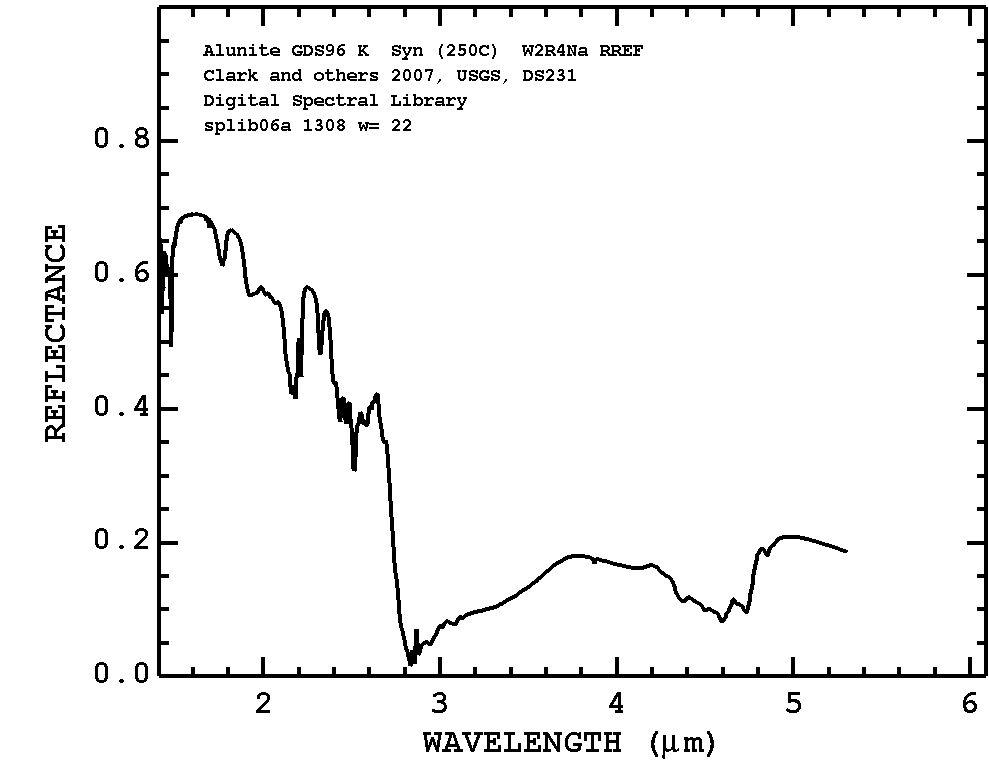 Alunite GDS96 K  Syn (250C)  W2R4Na RREF
Clark and others 2007, USGS, DS231
Digital Spectral Library
splib06a 1308 w= 22
0.8
0.6
0.4
0.2
0.0
REFLECTANCE
2 3 4 5 6
WAVELENGTH (μm)